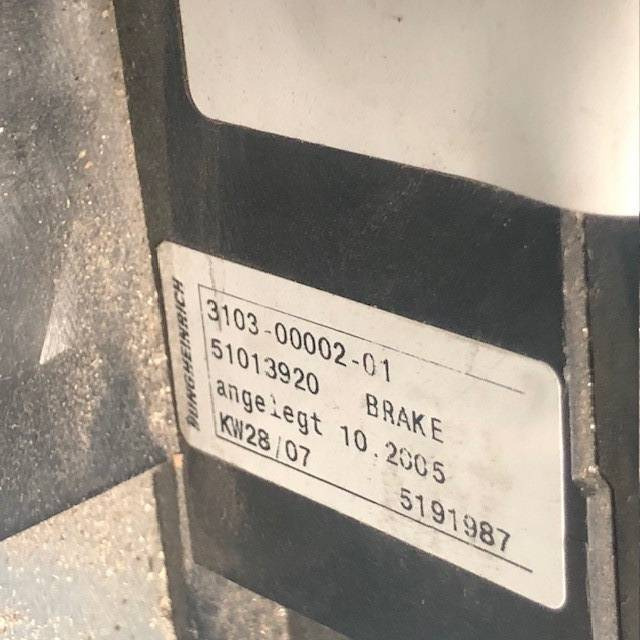 JUNGHEINRICH
3103-00002-01
51013920 BRAKE
angelegt 10.2005
KW28/07
5191987